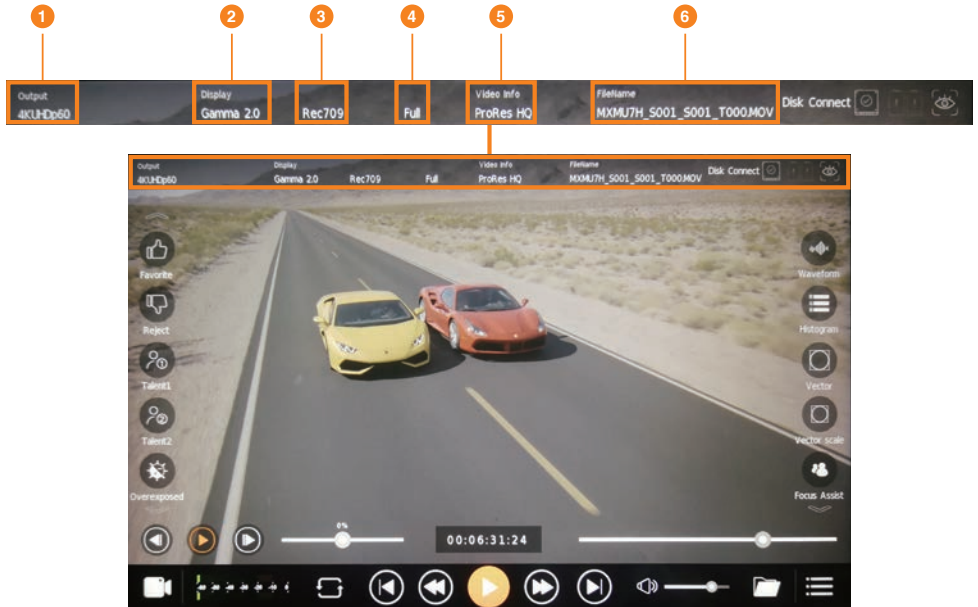 1 2 3 4 5 6
Output Display Video Info FileName
4KUHDp60 Gamma 2.0 Rec709 Full ProRes HQ MXMU7H_S001_S001_T000.MOV Disk Connect
Output Display Video Info FileName
4KUHDp60 Gamma 2.0 Rec709 Full ProRes HQ MXMU7H_S001_S001_T000.MOV Disk Connect
Favorite Waveform
Reject Histogram
Talent1 Vector
Talent2 Vector scale
Overexposed Focus Assist
0%
00:06:31:24